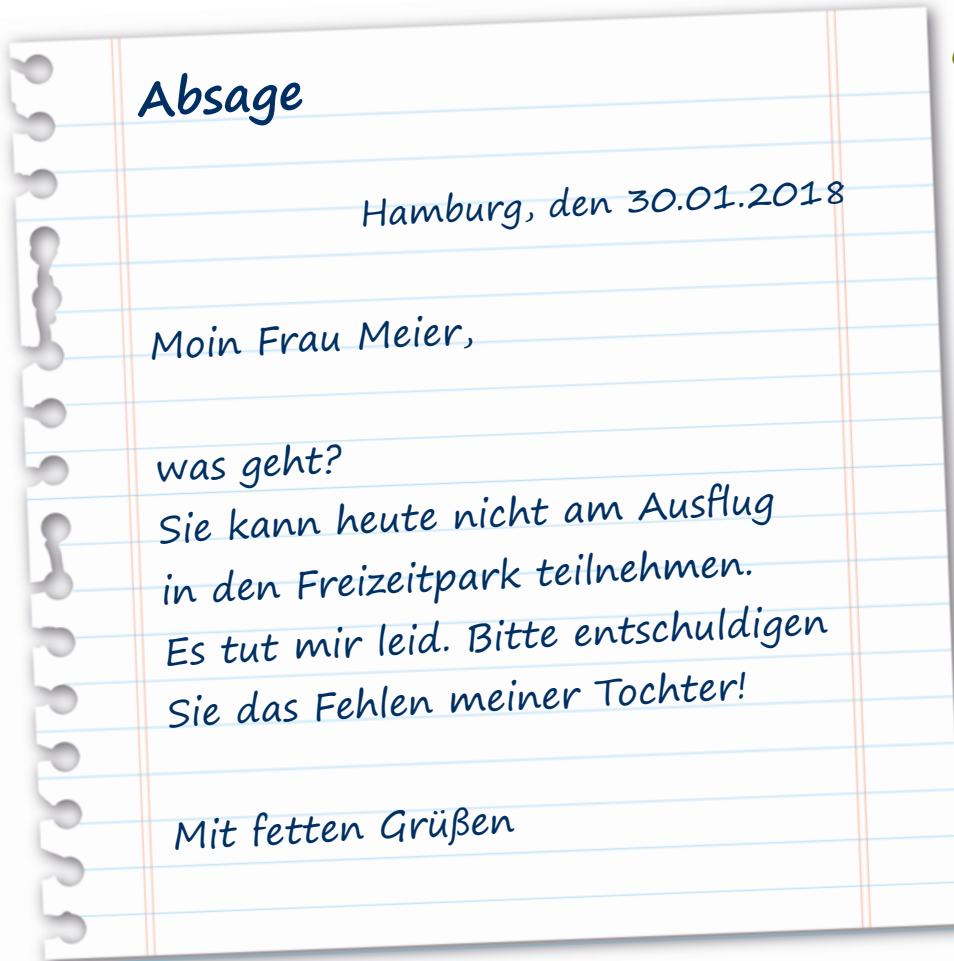 Absage
Hamburg, den 30.01.2018
Moin Frau Meier,
was geht?
Sie kann heute nicht am Ausflug
in den Freizeitpark teilnehmen.
Es tut mir leid. Bitte entschuldigen
Sie das Fehlen meiner Tochter!
Mit fetten Grüßen